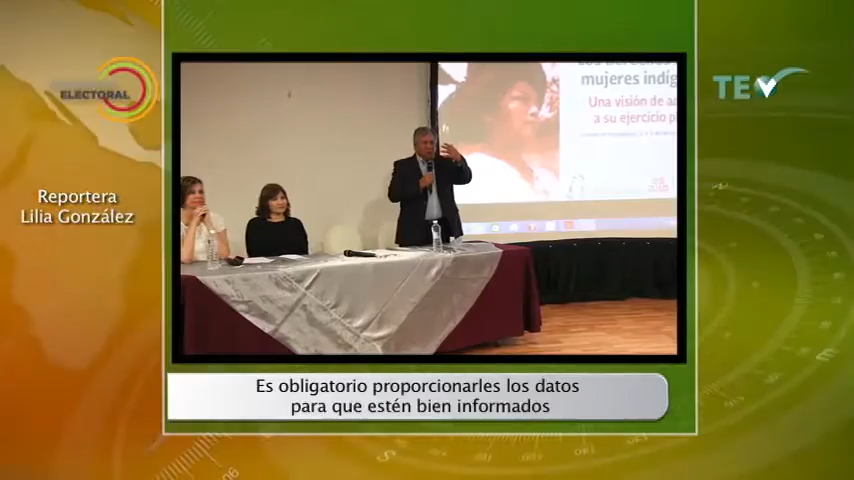 ELECTORAL
TEV
Reportera
Lilia González
mujeres indíg
Una visión de
a su ejercicio p
Es obligatorio proporcionarles los datos
para que estén bien informados